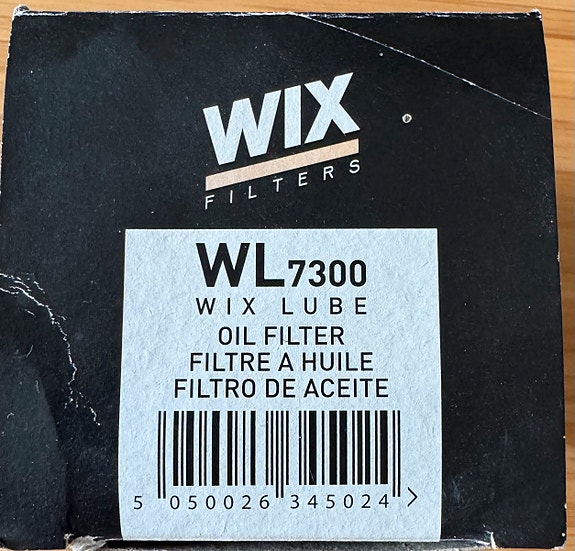 WIX
FILTERS
WL7300
WIX LUBE
OIL FILTER
FILTRE A HUILE
FILTRO DE ACEITE
5 050026 345024 >